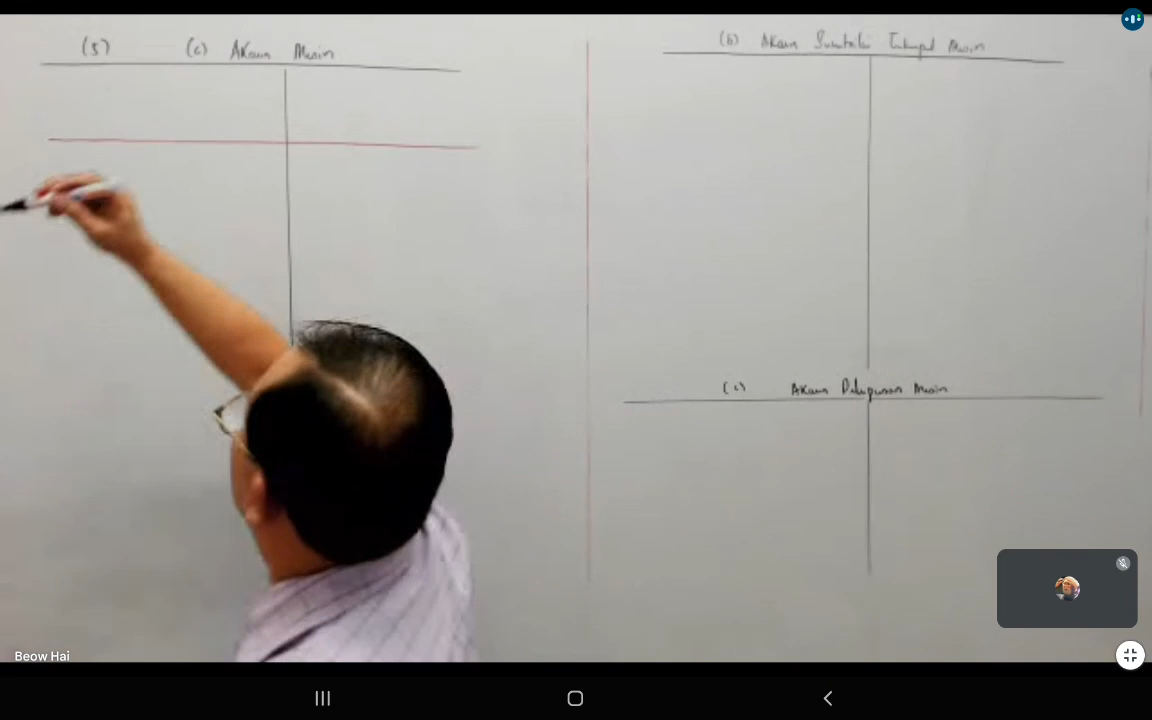 (5) (a) Akaun Mesin
(b) Akaun Susutnilai Terkumpul Mesin
(c) Akaun Pelupusan Mesin
Beow Hai